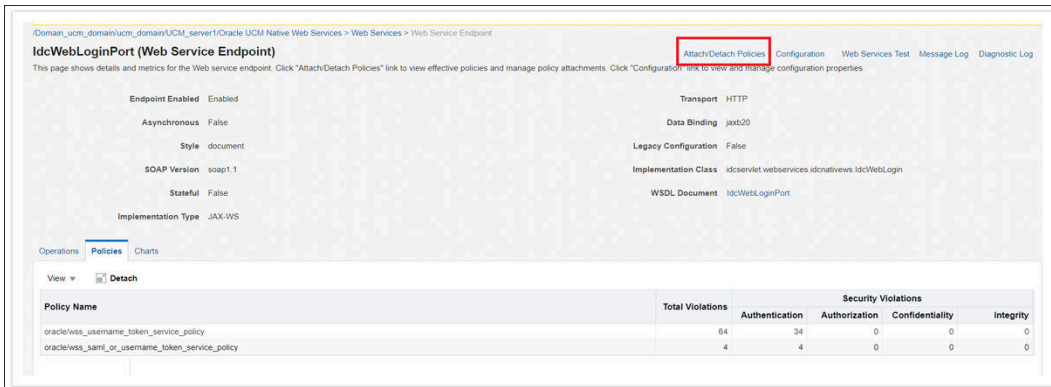 /Domain_ucm_domain/ucm_domain/UCM_server1/Oracle UCM Native Web Services > Web Services > Web Service Endpoint
IdcWebLoginPort (Web Service Endpoint)
Attach/Detach Policies Configuration Web Services Test Message Log Diagnostic Log
This page shows details and metrics for the Web service endpoint. Click "Attach/Detach Policies" link to view effective policies and manage policy attachments. Click "Configuration" link to view and manage configuration properties.
Endpoint Enabled Enabled Transport HTTP
Asynchronous False Data Binding jaxb20
Style document Legacy Configuration False
SOAP Version soap1.1 Implementation Class idcservlet.webservices.idcnativews.IdcWebLogin
Stateful False WSDL Document IdcWebLoginPort
Implementation Type JAX-WS
Operations Policies Charts
View Detach
Policy Name Total Violations Security Violations
Authentication Authorization Confidentiality Integrity
oracle/wss_username_token_service_policy 64 34 0 0 0
oracle/wss_saml_or_username_token_service_policy 4 4 0 0 0